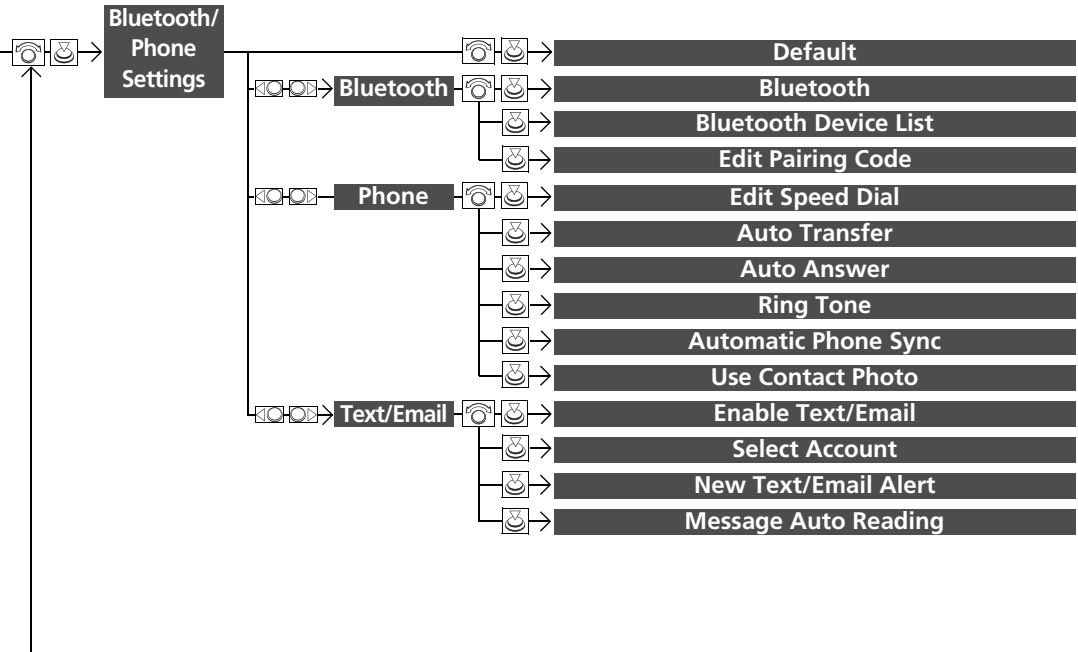 Bluetooth/
Phone
Settings
Default
Bluetooth
Bluetooth
Bluetooth Device List
Edit Pairing Code
Phone
Edit Speed Dial
Auto Transfer
Auto Answer
Ring Tone
Automatic Phone Sync
Use Contact Photo
Text/Email
Enable Text/Email
Select Account
New Text/Email Alert
Message Auto Reading